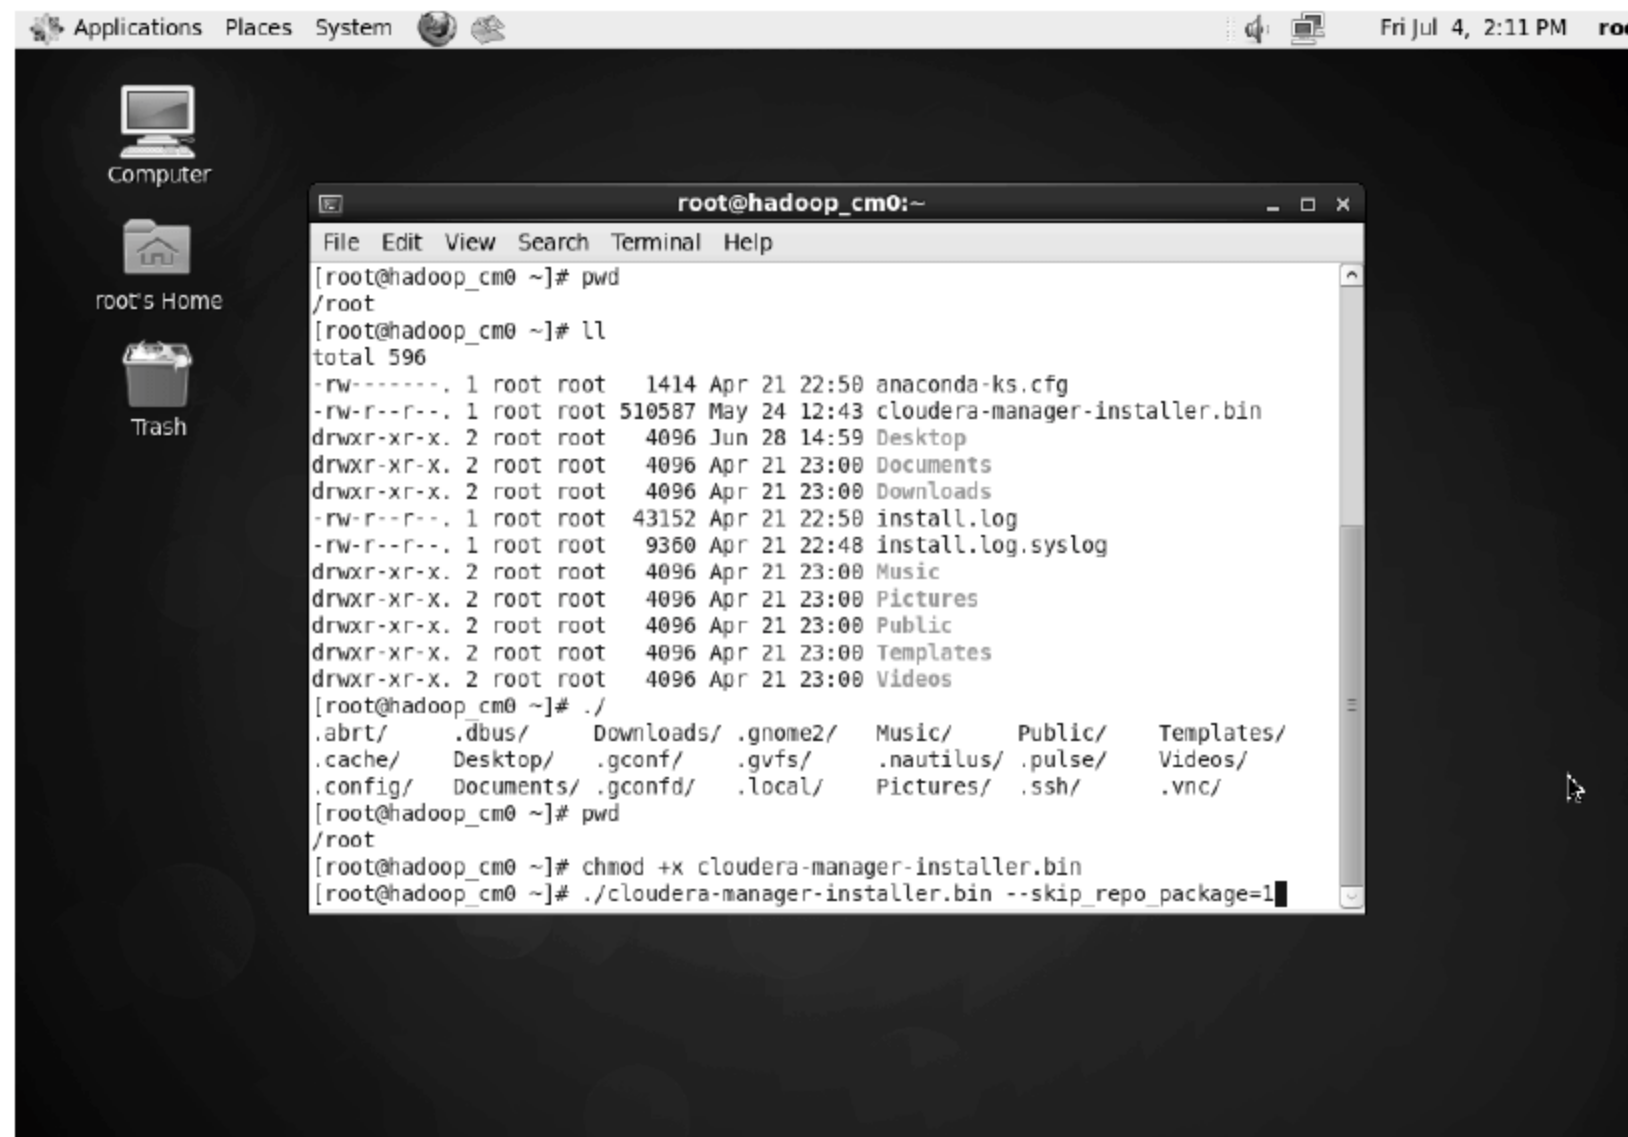 Applications Places System Fri Jul 4, 2:11 PM
Computer
root's Home
Trash
root@hadoop_cm0:~
File Edit View Search Terminal Help
[root@hadoop_cm0 ~]# pwd
/root
[root@hadoop_cm0 ~]# ll
total 596
-rw-------. 1 root root 1414 Apr 21 22:50 anaconda-ks.cfg
-rw-r--r--. 1 root root 510587 May 24 12:43 cloudera-manager-installer.bin
drwxr-xr-x. 2 root root 4096 Jun 28 14:59 Desktop
drwxr-xr-x. 2 root root 4096 Apr 21 23:00 Documents
drwxr-xr-x. 2 root root 4096 Apr 21 23:00 Downloads
-rw-r--r--. 1 root root 43152 Apr 21 22:50 install.log
-rw-r--r--. 1 root root 9360 Apr 21 22:48 install.log.syslog
drwxr-xr-x. 2 root root 4096 Apr 21 23:00 Music
drwxr-xr-x. 2 root root 4096 Apr 21 23:00 Pictures
drwxr-xr-x. 2 root root 4096 Apr 21 23:00 Public
drwxr-xr-x. 2 root root 4096 Apr 21 23:00 Templates
drwxr-xr-x. 2 root root 4096 Apr 21 23:00 Videos
[root@hadoop_cm0 ~]# ./
.abrt/ .dbus/ Downloads/ .gnome2/ Music/ Public/ Templates/
.cache/ Desktop/ .gconf/ .gvfs/ .nautilus/ .pulse/ Videos/
.config/ Documents/ .gconfd/ .local/ Pictures/ .ssh/ .vnc/
[root@hadoop_cm0 ~]# pwd
/root
[root@hadoop_cm0 ~]# chmod +x cloudera-manager-installer.bin
[root@hadoop_cm0 ~]# ./cloudera-manager-installer.bin --skip_repo_package=1